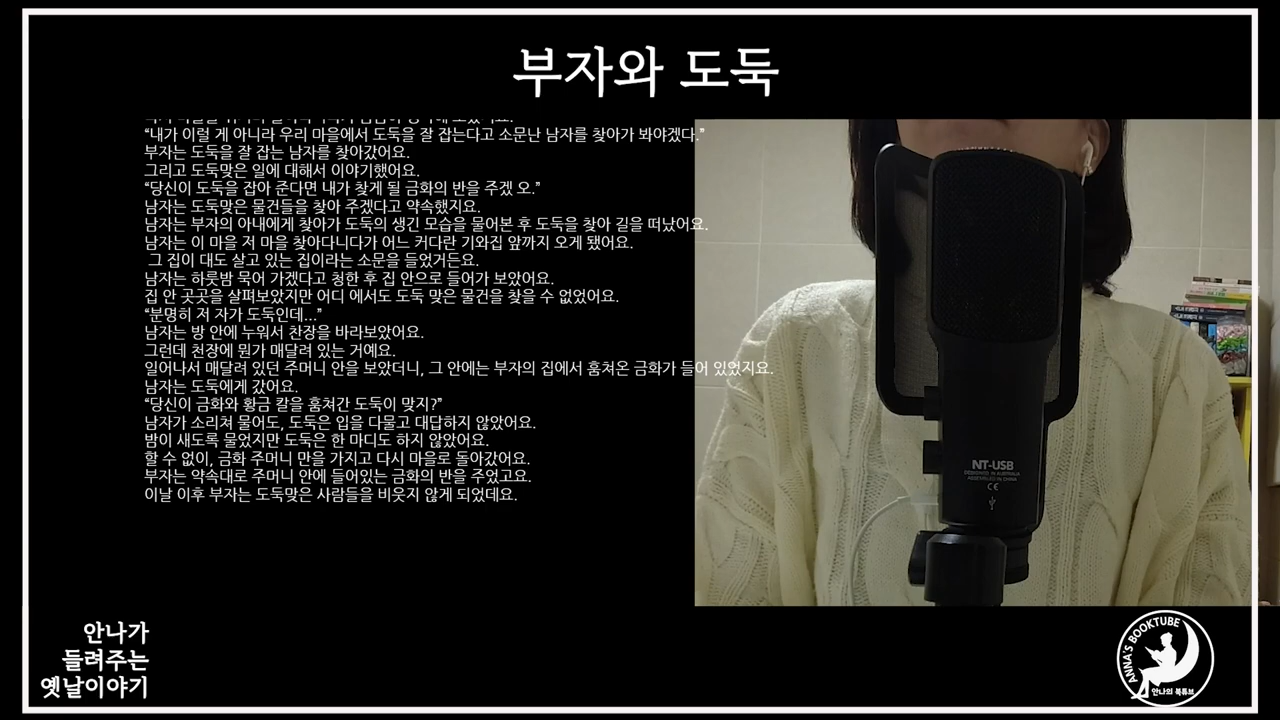 부자와 도둑
“내가 이럴 게 아니라 우리 마을에서 도둑을 잘 잡는다고 소문난 남자를 찾아가 봐야겠다.”
부자는 도둑을 잘 잡는 남자를 찾아갔어요.
그리고 도둑맞은 일에 대해서 이야기했어요.
“당신이 도둑을 잡아 준다면 내가 찾게 될 금화의 반을 주겠 오.”
남자는 도둑맞은 물건들을 찾아 주겠다고 약속했지요.
남자는 부자의 아내에게 찾아가 도둑의 생긴 모습을 물어본 후 도둑을 찾아 길을 떠났어요.
남자는 이 마을 저 마을 찾아다니다가 어느 커다란 기와집 앞까지 오게 됐어요.
그 집이 대도 살고 있는 집이라는 소문을 들었거든요.
남자는 하룻밤 묵어 가겠다고 청한 후 집 안으로 들어가 보았어요.
집 안 곳곳을 살펴보았지만 어디 에서도 도둑 맞은 물건을 찾을 수 없었어요.
“분명히 저 자가 도둑인데...”
남자는 방 안에 누워서 찬장을 바라보았어요.
그런데 천장에 뭔가 매달려 있는 거예요.
일어나서 매달려 있던 주머니 안을 보았더니, 그 안에는 부자의 집에서 훔쳐온 금화가 들어 있었지요.
남자는 도둑에게 갔어요.
“당신이 금화와 황금 칼을 훔쳐간 도둑이 맞지?”
남자가 소리쳐 물어도, 도둑은 입을 다물고 대답하지 않았어요.
밤이 새도록 물었지만 도둑은 한 마디도 하지 않았어요.
할 수 없이, 금화 주머니 만을 가지고 다시 마을로 돌아갔어요.
부자는 약속대로 주머니 안에 들어있는 금화의 반을 주었고요.
이날 이후 부자는 도둑맞은 사람들을 비웃지 않게 되었데요.
NT-USB
DESIGNED IN AUSTRALIA
ASSEMBLED IN CHINA
CE
안나가
들려주는
옛날이야기
ANNA'S BOOKTUBE
안나의 북튜브